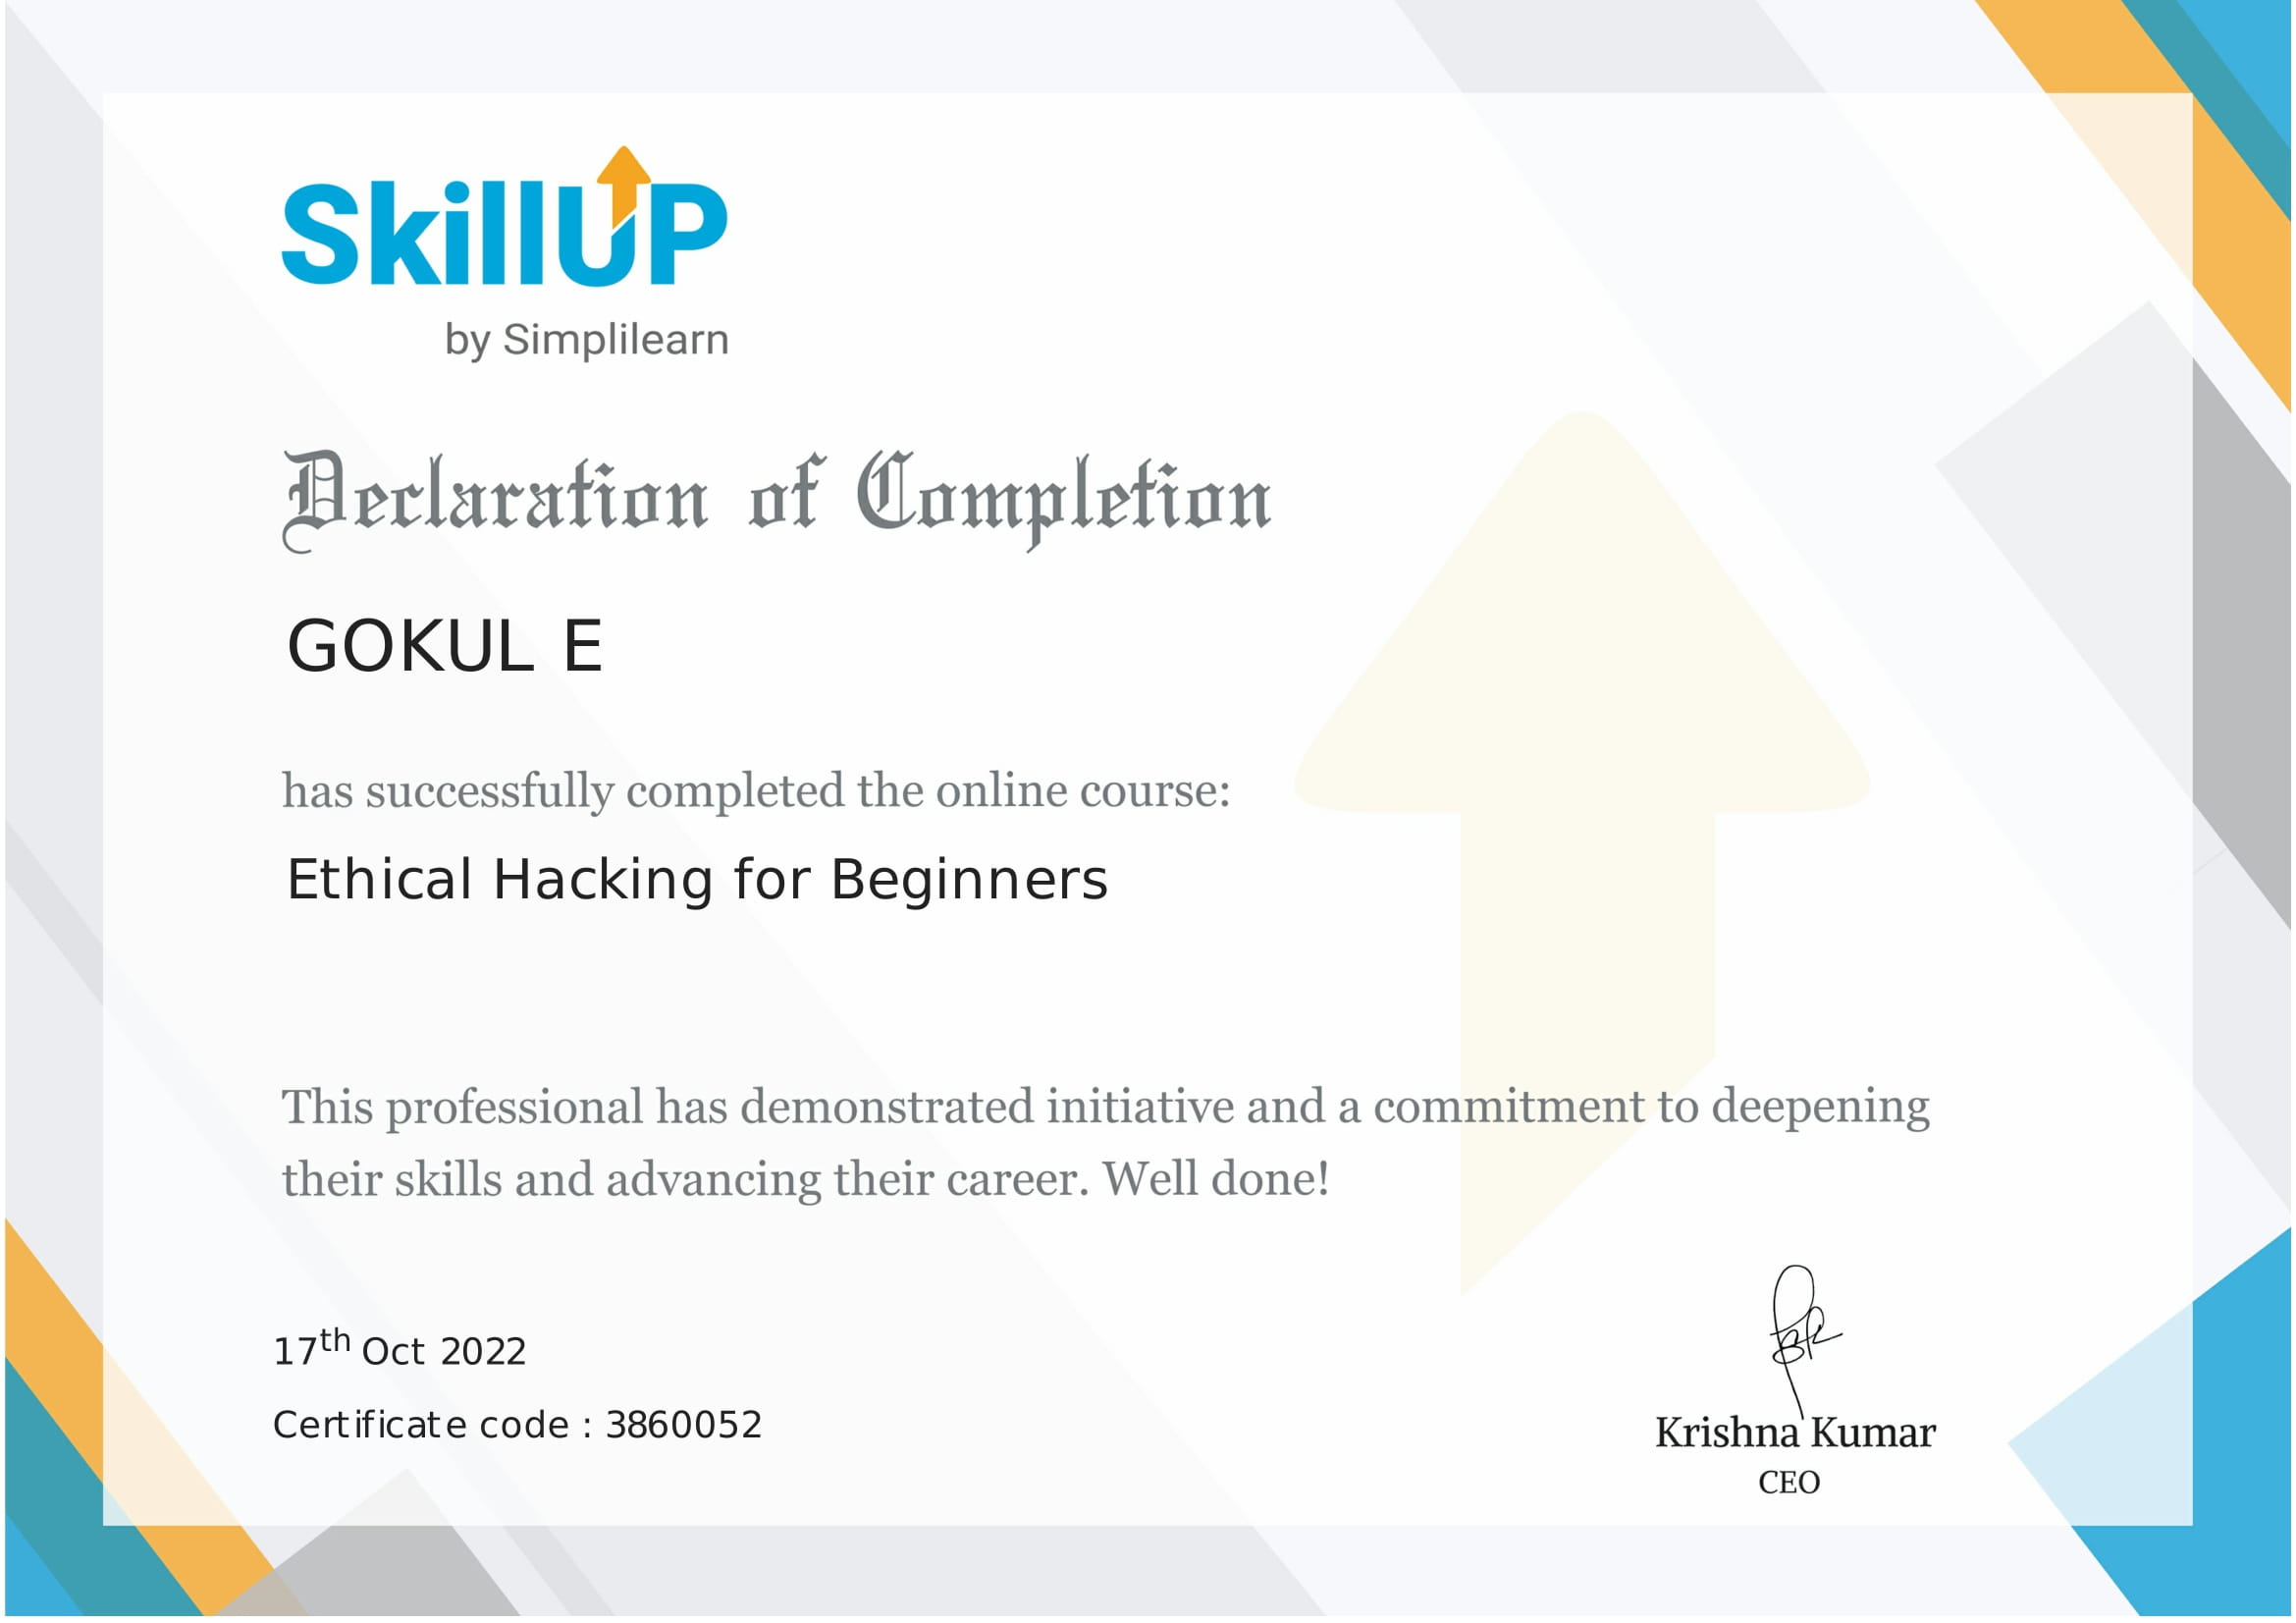 SkillUP
by Simplilearn
Declaration of Completion
GOKUL E
has successfully completed the online course:
Ethical Hacking for Beginners
This professional has demonstrated initiative and a commitment to deepening
their skills and advancing their career. Well done!
17th Oct 2022
Certificate code : 3860052
Krishna Kumar
CEO